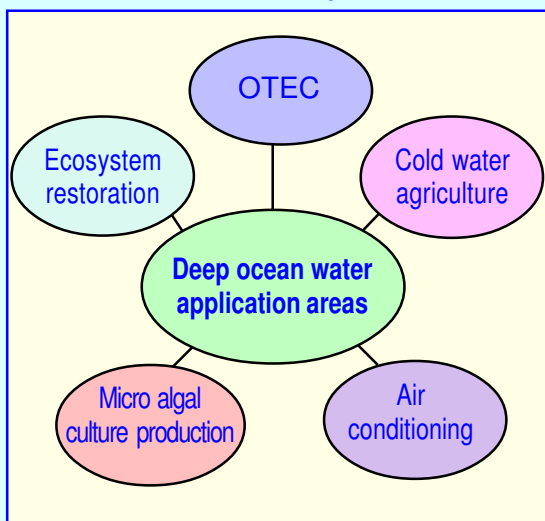 OTEC
Ecosystem
restoration
Cold water
agriculture
Deep ocean water
application areas
Micro algal
culture production
Air
conditioning